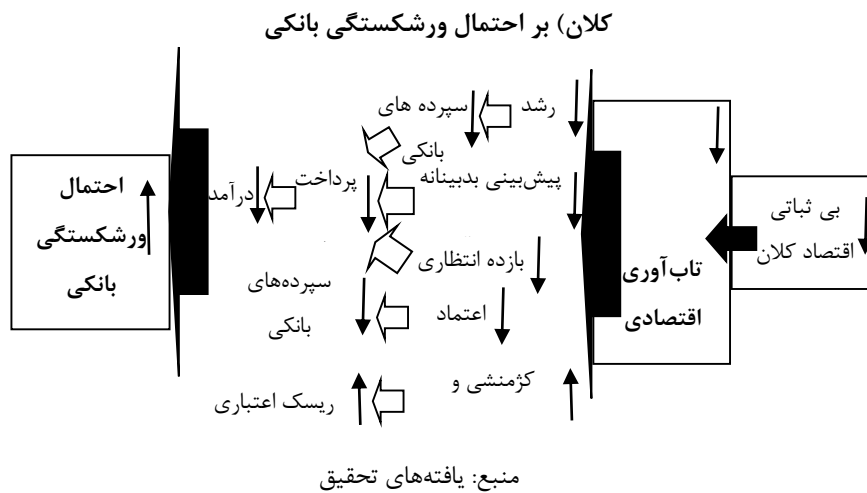 کلان) بر احتمال ورشکستگی بانکی
رشد
سپرده های
بانکی
پیش‌بینی بدبینانه
پرداخت
درآمد
احتمال
ورشکستگی
بانکی
بی ثباتی
اقتصاد کلان
تاب‌آوری
اقتصادی
بازده انتظاری
سپرده‌های
بانکی
اعتماد
کژمنشی و
ریسک اعتباری
منبع: یافته‌های تحقیق